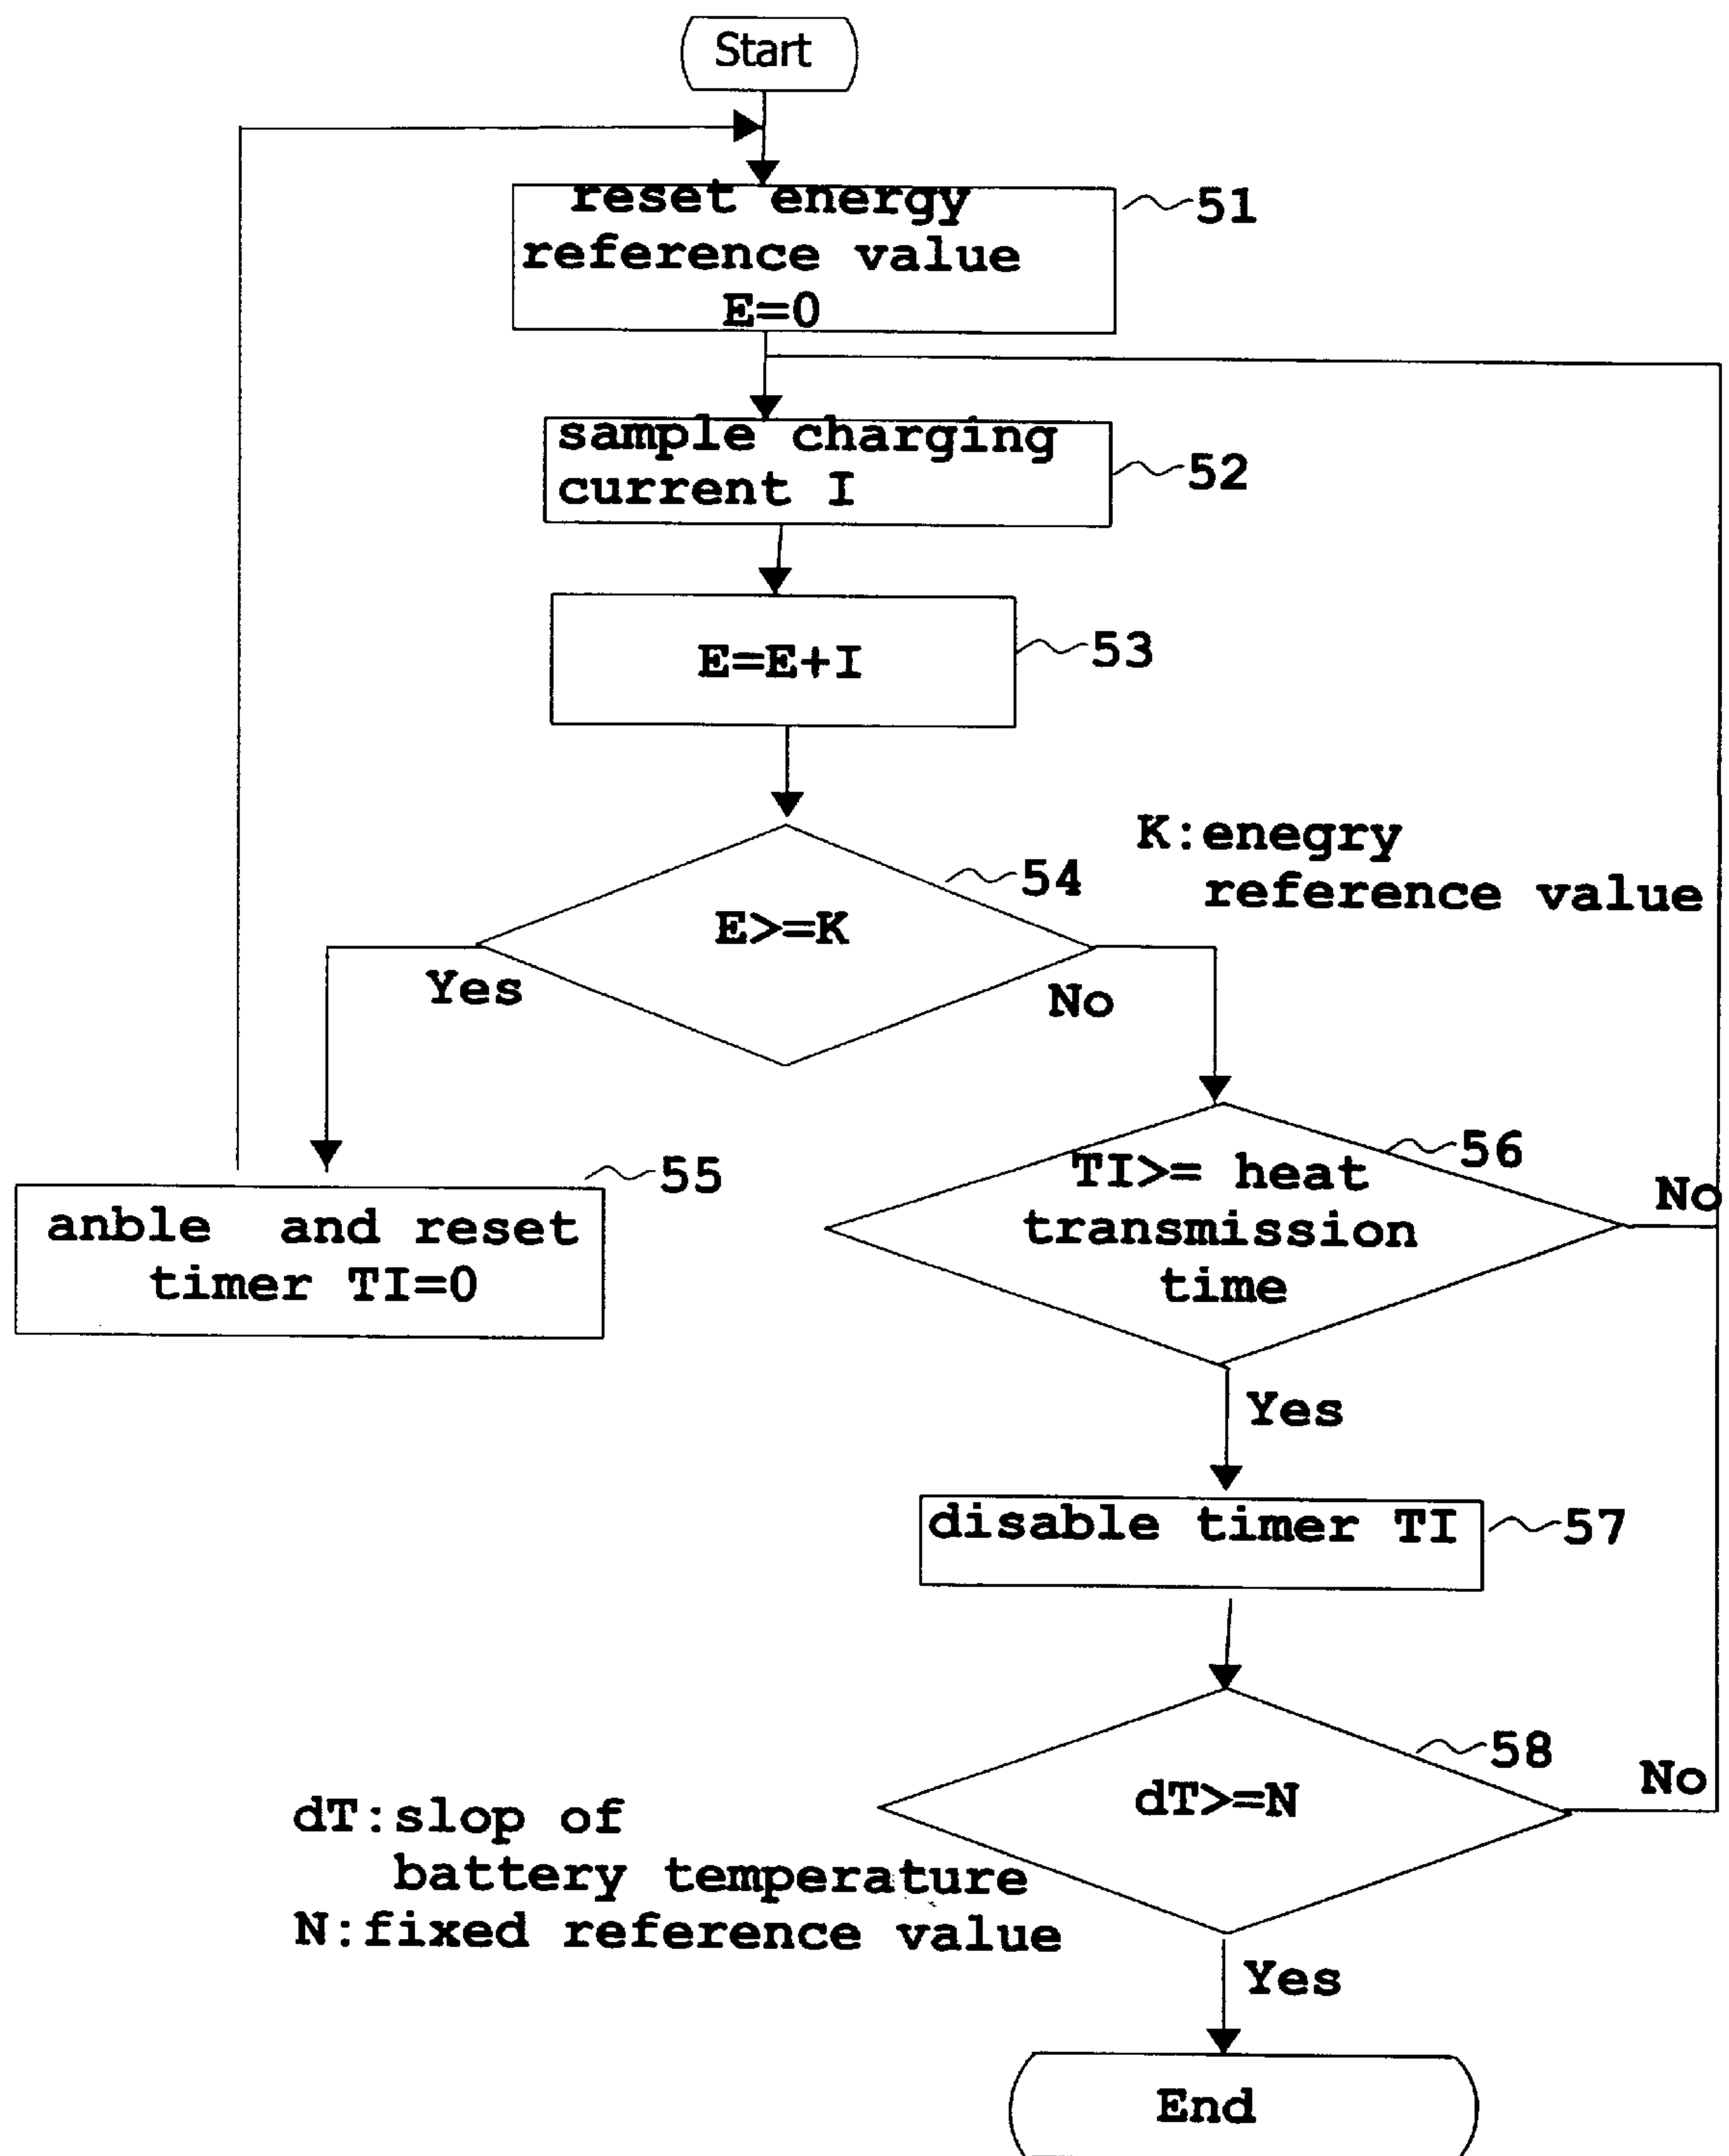 Start
reset energy
reference value
E=0
51
sample charging
current I
52
E=E+I
53
K:enegry
reference value
54
E>=K
Yes
No
55
anble and reset
timer TI=0
56
TI>= heat
transmission
time
No
Yes
disable timer TI
57
58
dT>=N
No
dT:slop of
battery temperature
N:fixed reference value
Yes
End